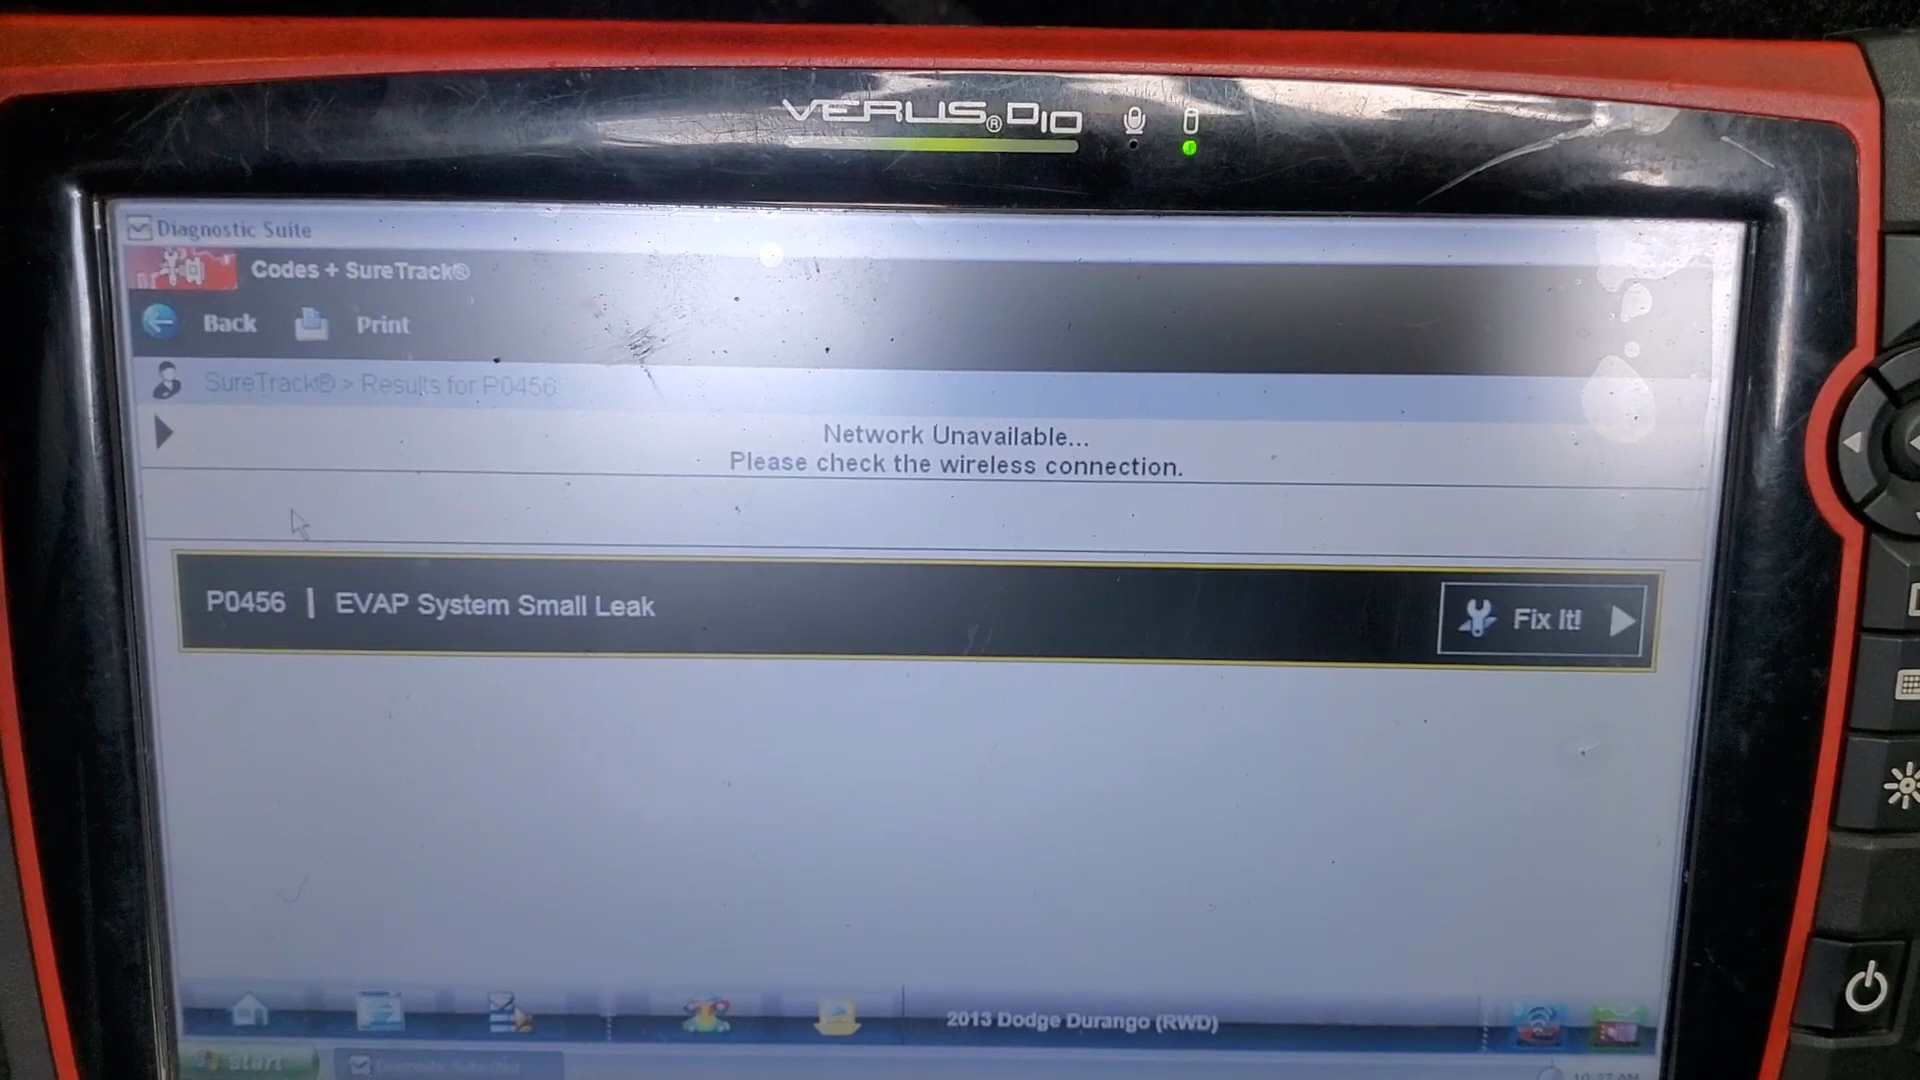 VERUS® D10
Diagnostic Suite
Codes + SureTrack®
Back Print
SureTrack® > Results for P0456
Network Unavailable...
Please check the wireless connection.
P0456 | EVAP System Small Leak
Fix It!
2013 Dodge Durango (RWD)
start